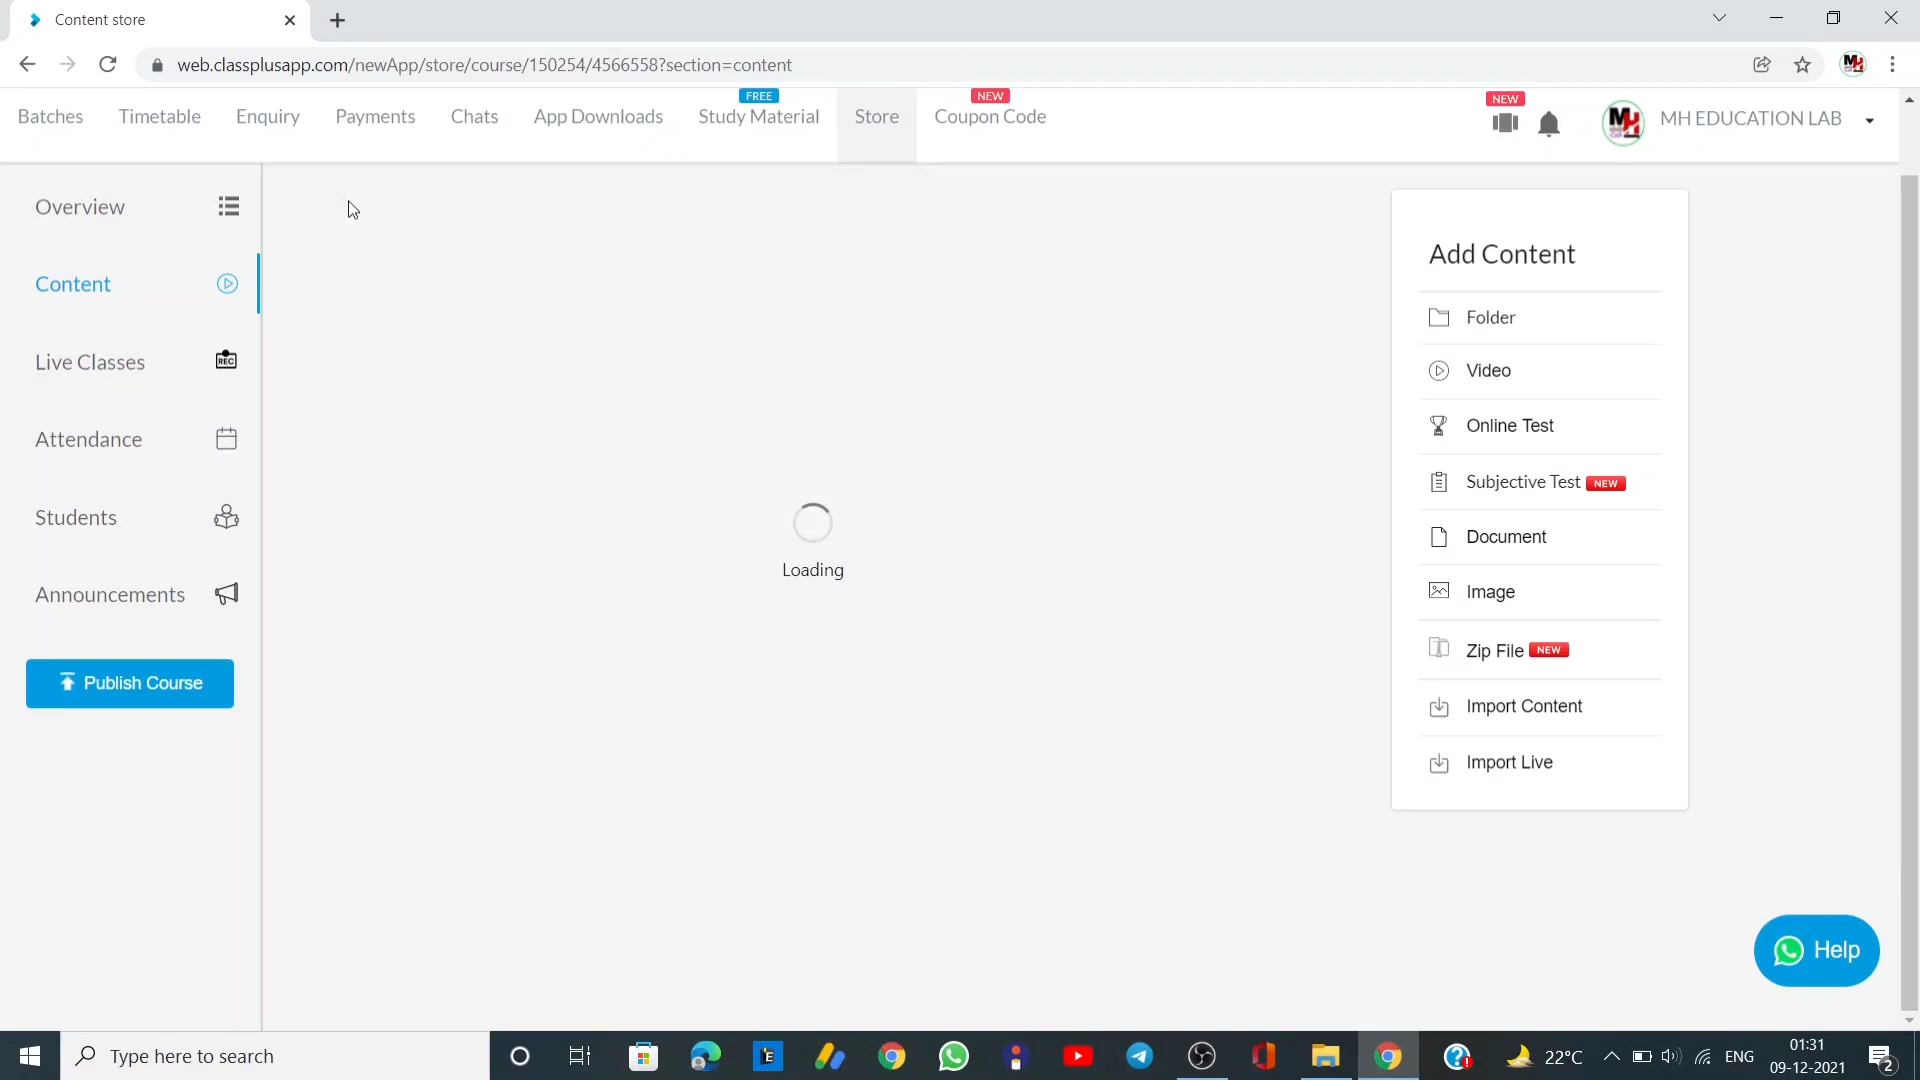 Content store
web.classplusapp.com/newApp/store/course/150254/4566558?section=content
FREE
NEW
NEW
Batches
Timetable
Enquiry
Payments
Chats
App Downloads
Study Material
Store
Coupon Code
MH EDUCATION LAB
Overview
Content
Live Classes
REC
Attendance
Students
Announcements
Publish Course
Loading
Add Content
Folder
Video
Online Test
Subjective Test NEW
Document
Image
Zip File NEW
Import Content
Import Live
Help
Type here to search
22°C
ENG
01:31
09-12-2021
2